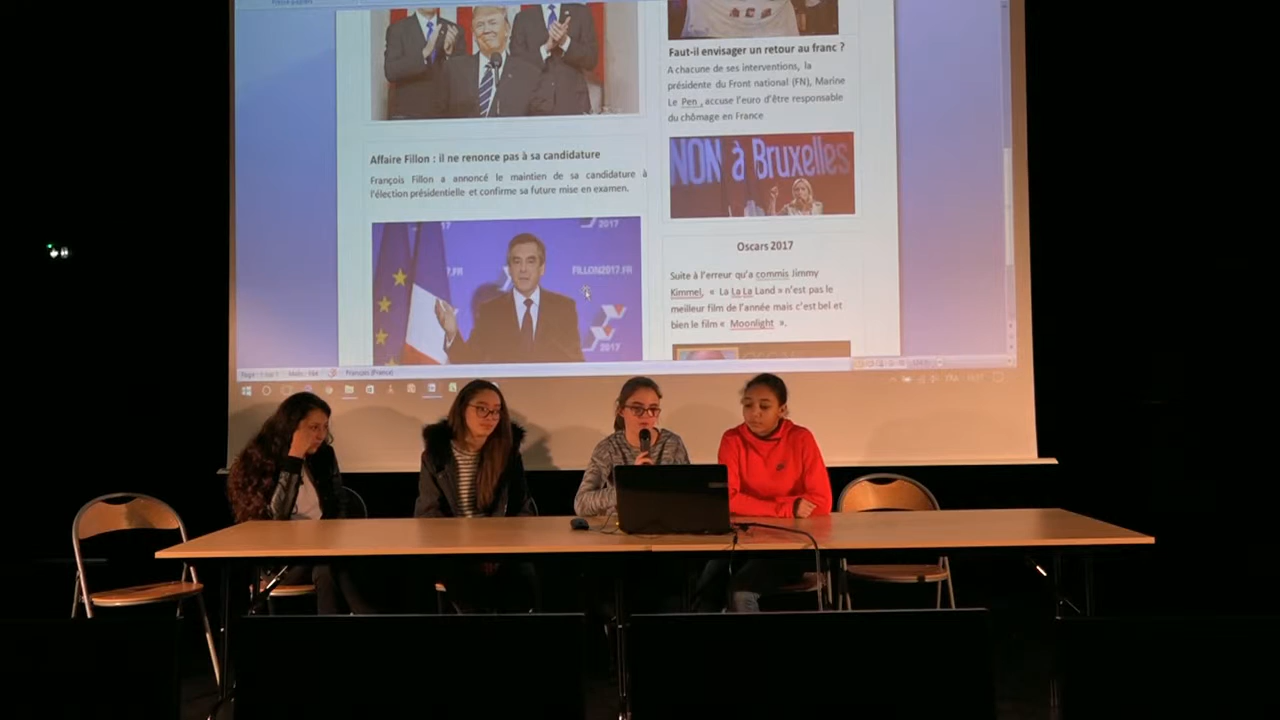 Affaire Fillon : il ne renonce pas à sa candidature
François Fillon a annoncé le maintien de sa candidature à
l'élection présidentielle et confirme sa future mise en examen.
2017
FILLON2017.FR
2017
Faut-il envisager un retour au franc ?
A chacune de ses interventions, la
présidente du Front national (FN), Marine
Le Pen , accuse l'euro d'être responsable
du chômage en France
NON à Bruxelles
Oscars 2017
Suite à l'erreur qu'a commis Jimmy
Kimmel, « La La La Land » n'est pas le
meilleur film de l'année mais c'est bel et
bien le film « Moonlight ».
Français (France)